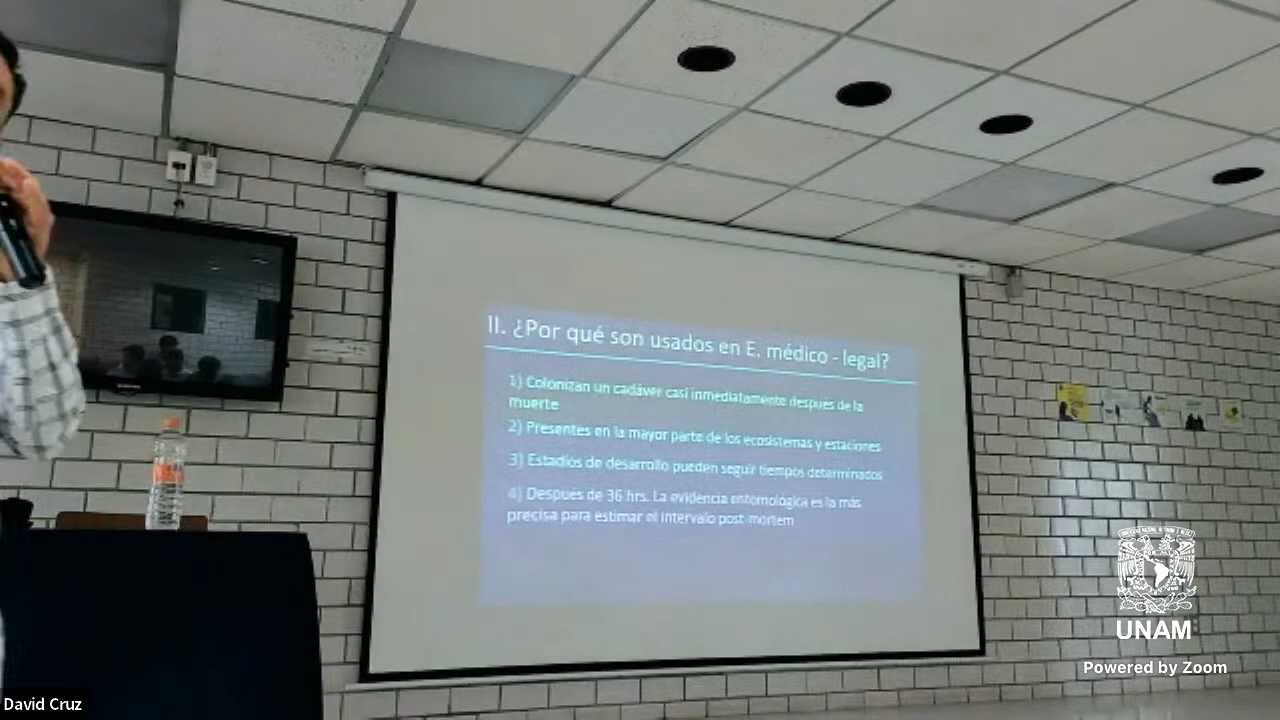 II. ¿Por qué son usados en E. médico - legal?
1) Colonizan un cadáver casi inmediatamente después de la
muerte
2) Presentes en la mayor parte de los ecosistemas y estaciones
3) Estadios de desarrollo pueden seguir tiempos determinados
4) Después de 36 hrs. La evidencia entomológica es la más
precisa para estimar el intervalo post-mortem
UNAM
Powered by Zoom
David Cruz